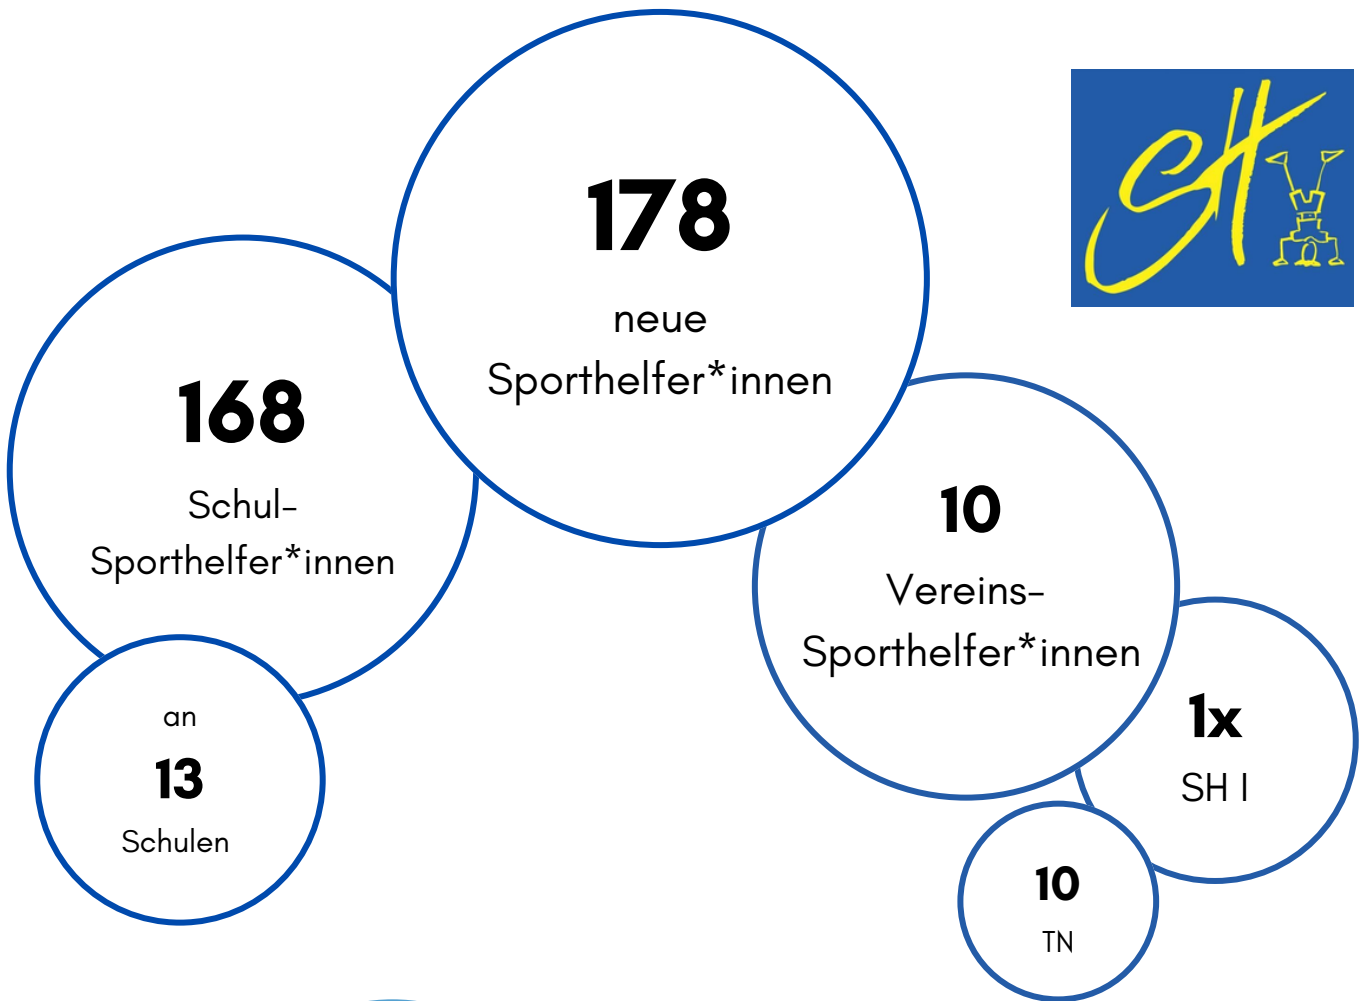 178
neue
Sporthelfer*innen
SH
168
Schul-
Sporthelfer*innen
10
Vereins-
Sporthelfer*innen
an
13
Schulen
1x
SH I
10
TN